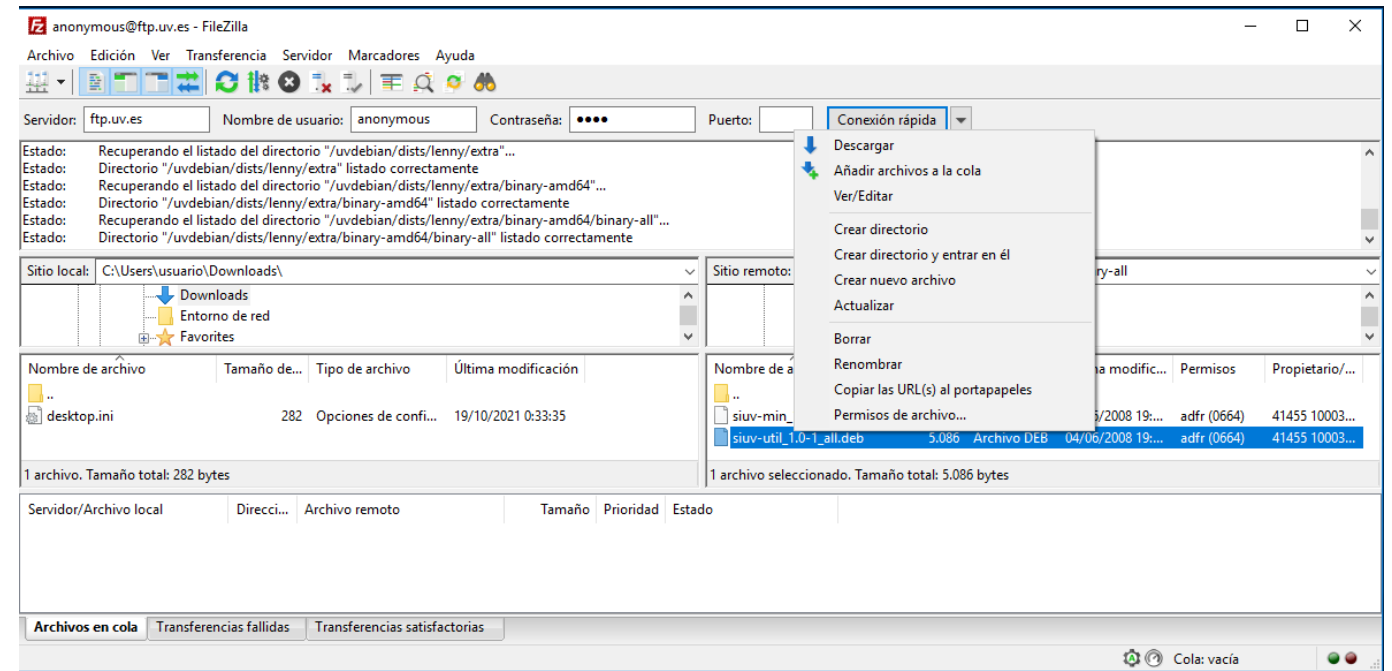 anonymous@ftp.uv.es - FileZilla
Archivo Edición Ver Transferencia Servidor Marcadores Ayuda
Servidor: ftp.uv.es Nombre de usuario: anonymous Contraseña: ●●●● Puerto: Conexión rápida
Estado: Recuperando el listado del directorio "/uvdebian/dists/lenny/extra"...
Estado: Directorio "/uvdebian/dists/lenny/extra" listado correctamente
Estado: Recuperando el listado del directorio "/uvdebian/dists/lenny/extra/binary-amd64"...
Estado: Directorio "/uvdebian/dists/lenny/extra/binary-amd64" listado correctamente
Estado: Recuperando el listado del directorio "/uvdebian/dists/lenny/extra/binary-amd64/binary-all"...
Estado: Directorio "/uvdebian/dists/lenny/extra/binary-amd64/binary-all" listado correctamente
Descargar
Añadir archivos a la cola
Ver/Editar
Crear directorio
Crear directorio y entrar en él
Crear nuevo archivo
Actualizar
Borrar
Renombrar
Copiar las URL(s) al portapapeles
Permisos de archivo...
Sitio local: C:\Users\usuario\Downloads\
Downloads
Entorno de red
Favorites
Sitio remoto: ry-all
Nombre de archivo Tamaño de... Tipo de archivo Última modificación
..
desktop.ini 282 Opciones de confi... 19/10/2021 0:33:35
1 archivo. Tamaño total: 282 bytes
Nombre de a a modific... Permisos Propietario/...
..
siuv-min_ /2008 19:... adfr (0664) 41455 10003...
siuv-util_1.0-1_all.deb 5.086 Archivo DEB 04/06/2008 19:... adfr (0664) 41455 10003...
1 archivo seleccionado. Tamaño total: 5.086 bytes
Servidor/Archivo local Direcci... Archivo remoto Tamaño Prioridad Estado
Archivos en cola Transferencias fallidas Transferencias satisfactorias
Cola: vacía